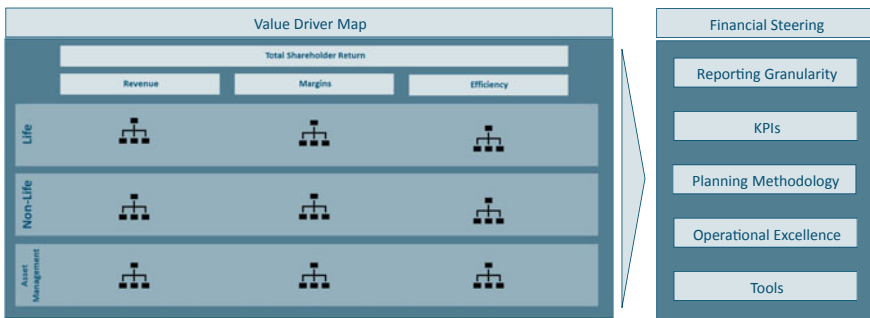 Value Driver Map
Total Shareholder Return
Revenue
Margins
Efficiency
Life
Non-Life
Asset
Management
Financial Steering
Reporting Granularity
KPIs
Planning Methodology
Operational Excellence
Tools